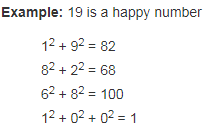 Example: 19 is a happy number
1² + 9² = 82
8² + 2² = 68
6² + 8² = 100
1² + 0² + 0² = 1